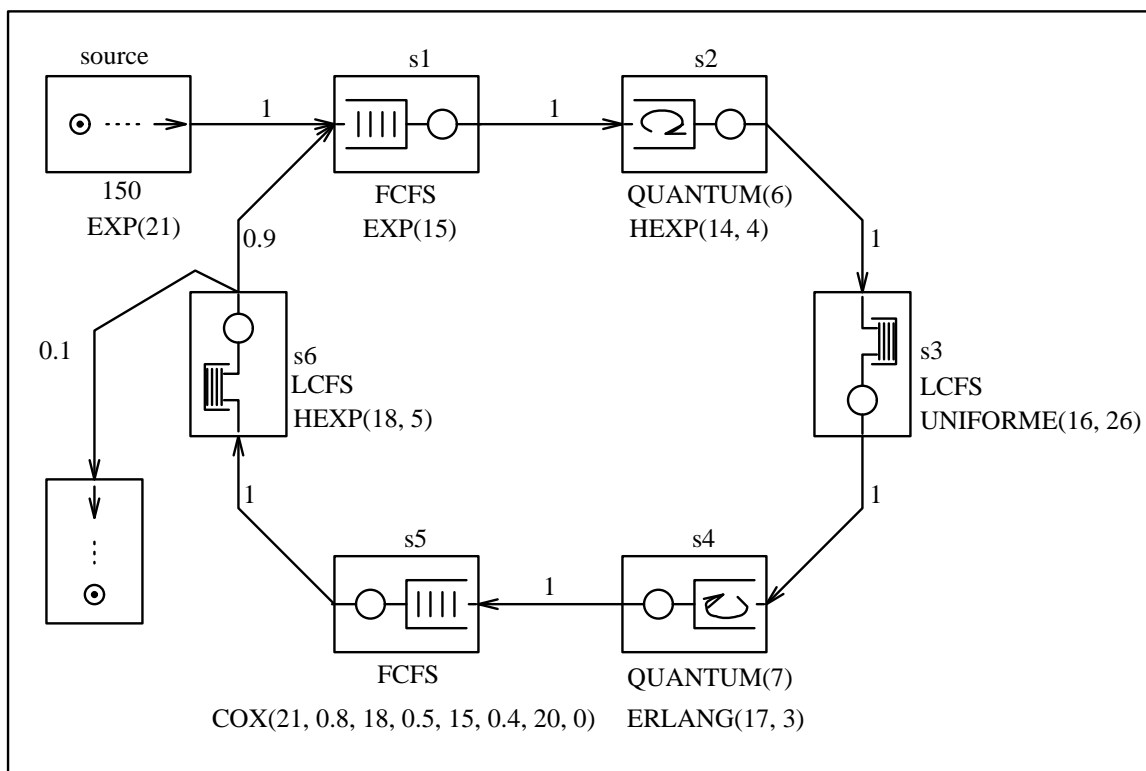 source
s1
s2
1
1
150
EXP(21)
FCFS
EXP(15)
QUANTUM(6)
HEXP(14, 4)
0.9
1
0.1
s6
LCFS
HEXP(18, 5)
s3
LCFS
UNIFORME(16, 26)
1
1
s5
s4
1
FCFS
QUANTUM(7)
COX(21, 0.8, 18, 0.5, 15, 0.4, 20, 0)
ERLANG(17, 3)